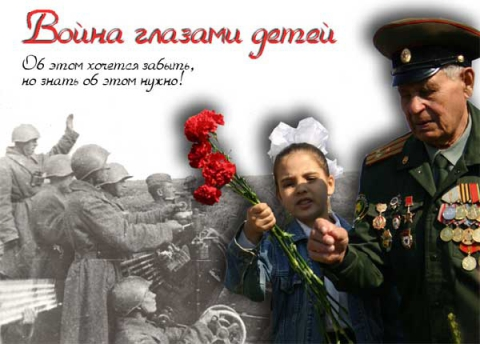 Война глазами детей
Об этом хочется забыть,
но знать об этом нужно!